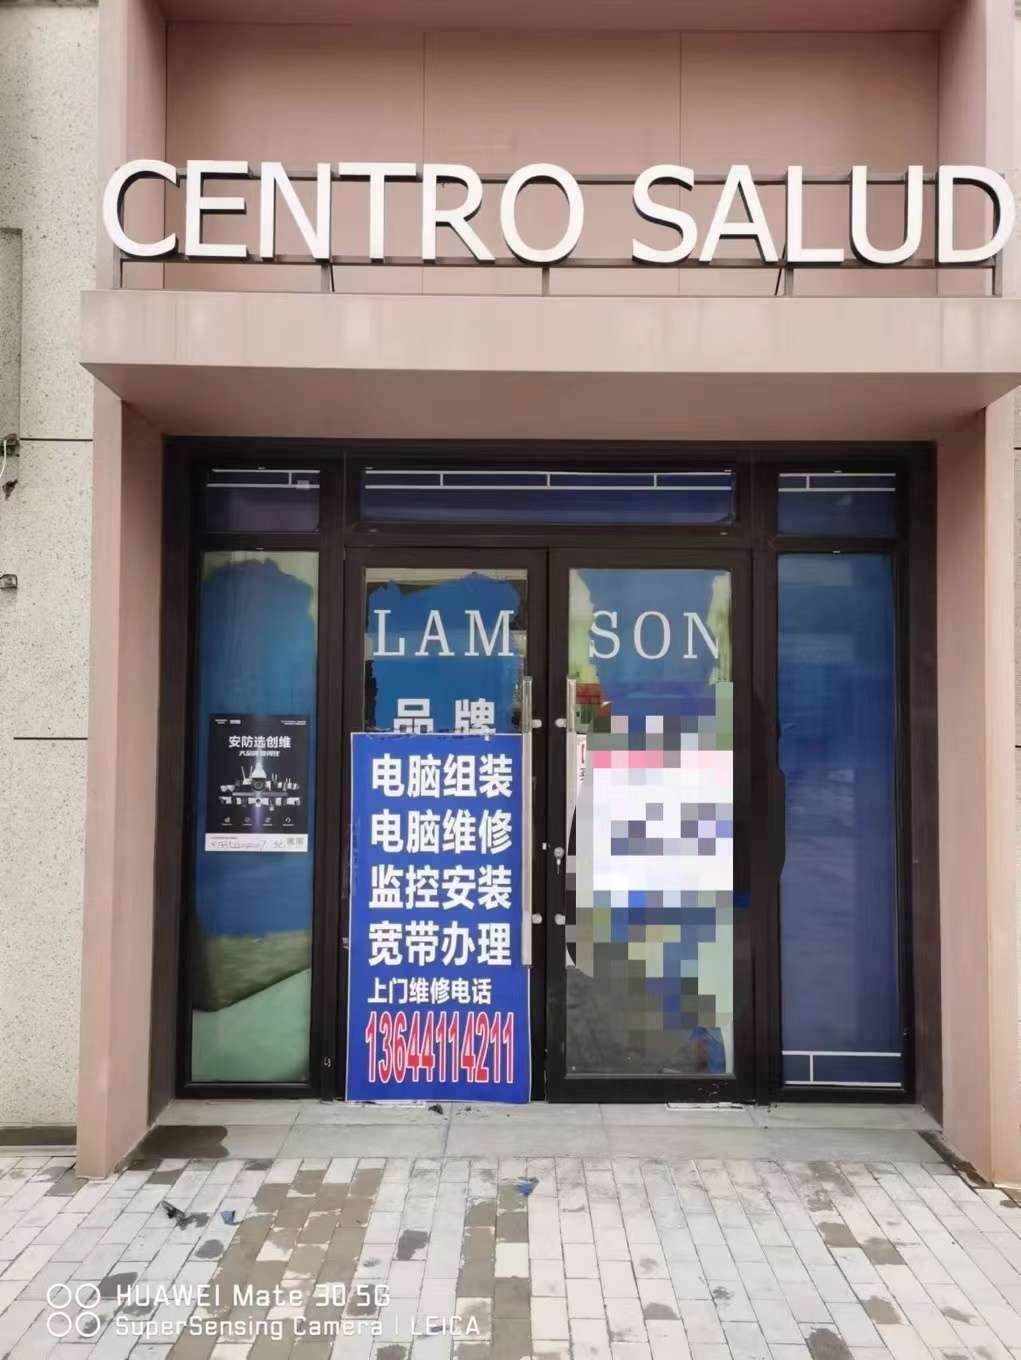 CENTRO SALUD
LAM SON
品牌
安防选创维
电脑组装
电脑维修
监控安装
宽带办理
上门维修电话
13644114211
HUAWEI Mate 30 5G
SuperSensing Camera | LEICA